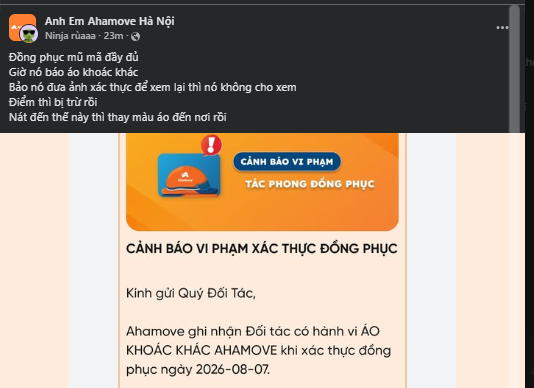 Anh Em Ahamove Hà Nội
Ninja rùaaa · 23m ·
Đồng phục mũ mã đầy đủ
Giờ nó báo áo khoác khác
Bảo nó đưa ảnh xác thực để xem lại thì nó không cho xem
Điểm thì bị trừ rồi
Nát đến thế này thì thay màu áo đến nơi rồi
CẢNH BÁO VI PHẠM
TÁC PHONG ĐỒNG PHỤC
CẢNH BÁO VI PHẠM XÁC THỰC ĐỒNG PHỤC
Kính gửi Quý Đối Tác,
Ahamove ghi nhận Đối tác có hành vi ÁO
KHOÁC KHÁC AHAMOVE khi xác thực đồng
phục ngày 2026-08-07.